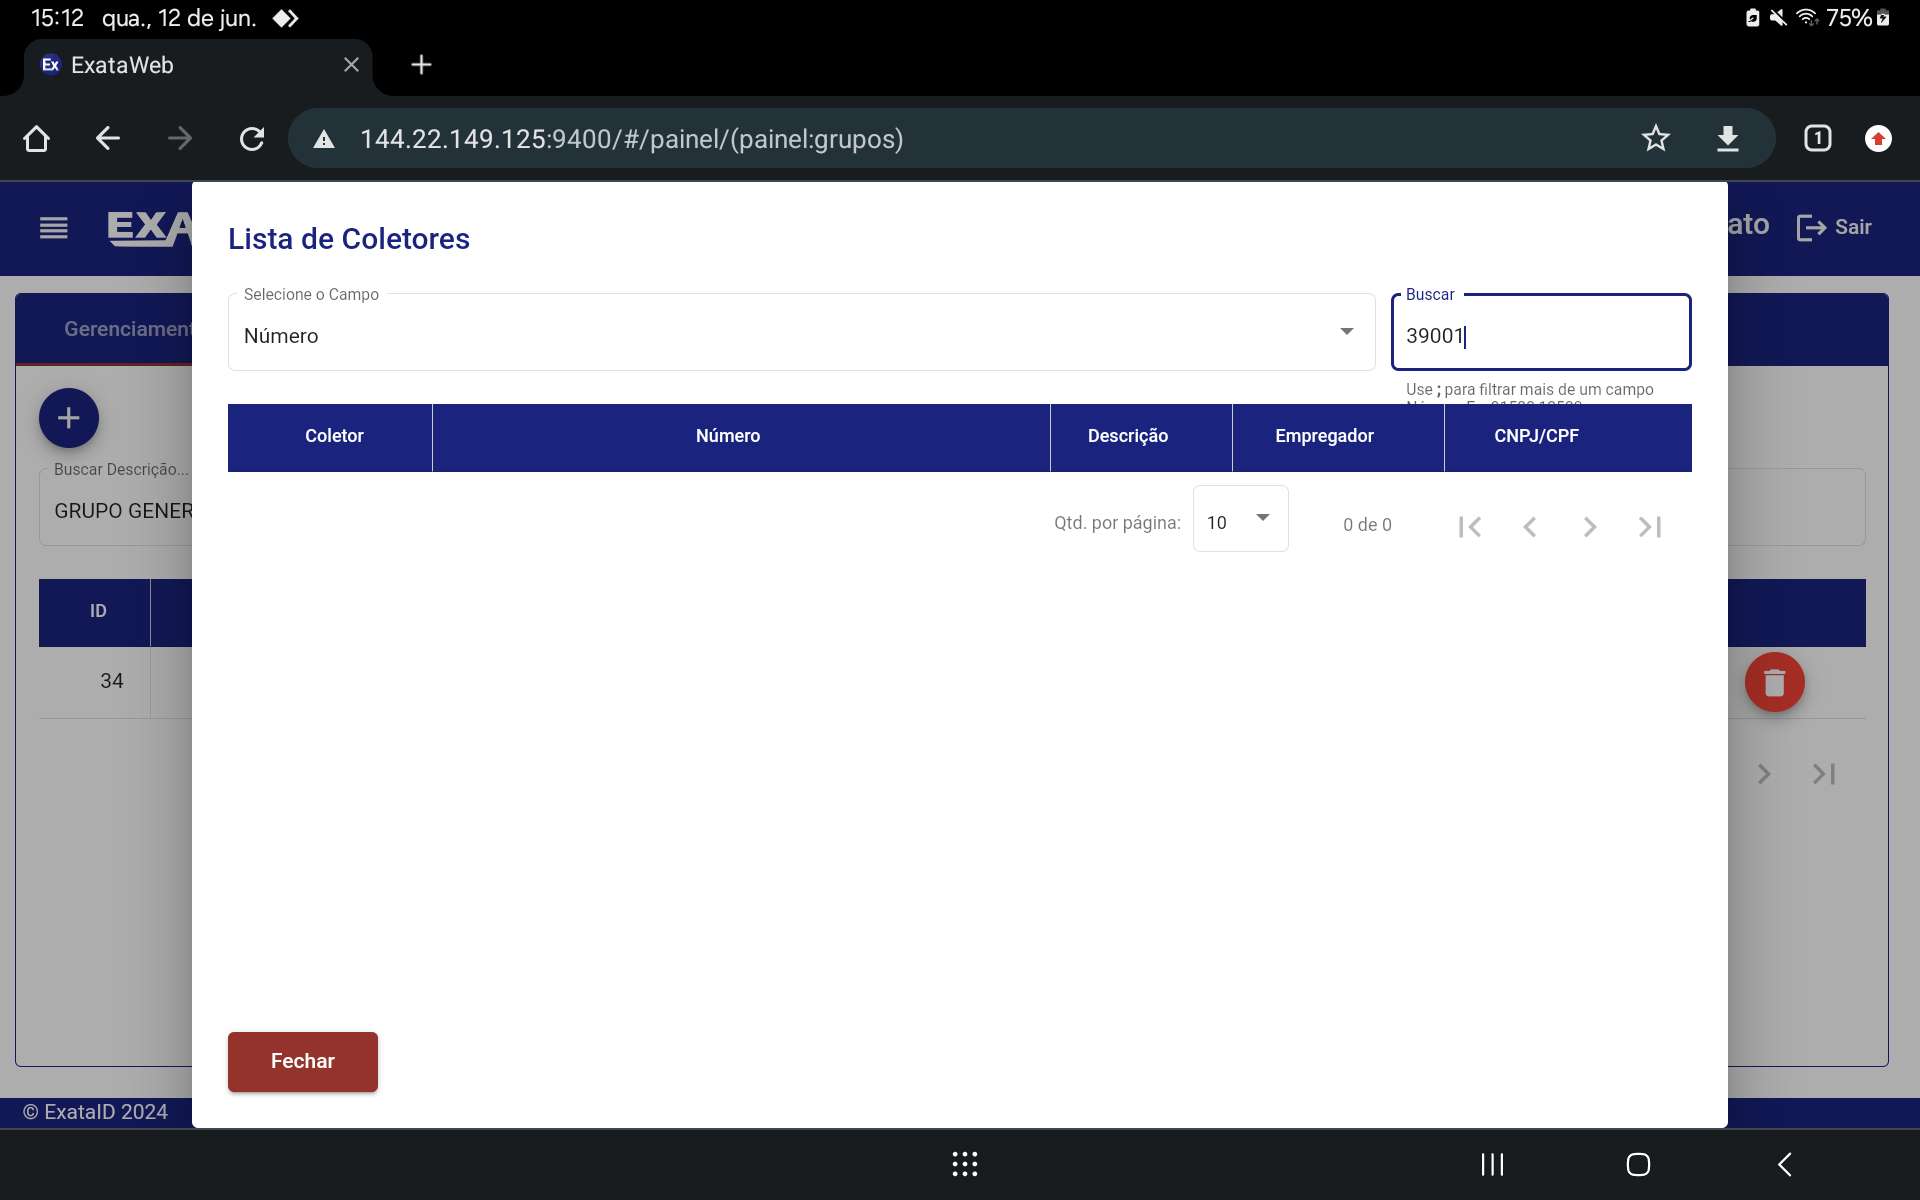 15:12 qua., 12 de jun. 75%
Ex ExataWeb
144.22.149.125:9400/#/painel/(painel:grupos) 1
EXA ato Sair
Lista de Coletores
Selecione o Campo
Número
Buscar
39001
Use ; para filtrar mais de um campo
Gerenciament
Coletor Número Descrição Empregador CNPJ/CPF
Buscar Descrição...
GRUPO GENER
Qtd. por página: 10 0 de 0
ID
34
Fechar
© ExataID 2024